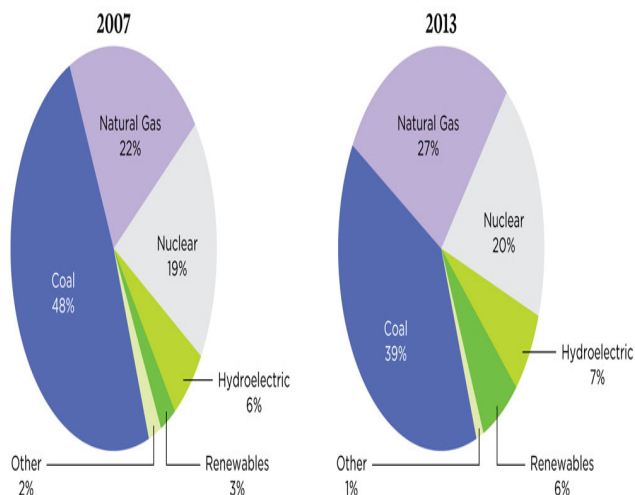 2007
Natural Gas
22%
Nuclear
19%
Coal
48%
Hydroelectric
6%
Other
2%
Renewables
3%
2013
Natural Gas
27%
Nuclear
20%
Coal
39%
Hydroelectric
7%
Other
1%
Renewables
6%